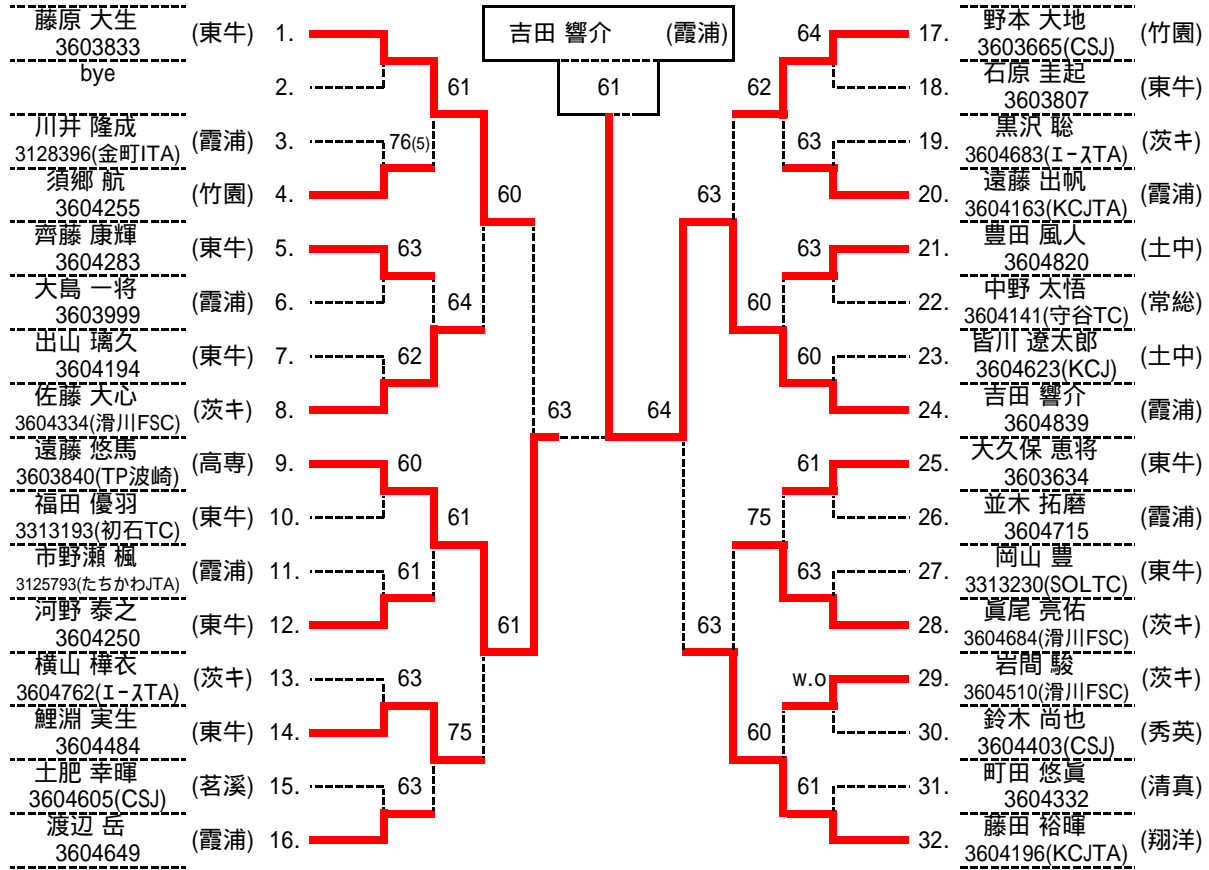 吉田 響介 (霞浦)
61
藤原 大生
3603833
(東牛) 1.
bye
2.
61
川井 隆成
3128396(金町ITA)
(霞浦) 3.
76(5)
須郷 航
3604255
(竹園) 4.
60
齊藤 康輝
3604283
(東牛) 5.
63
大島 一将
3603999
(霞浦) 6.
64
出山 璃久
3604194
(東牛) 7.
62
佐藤 大心
3604334(滑川FSC)
(茨キ) 8.
63
遠藤 悠馬
3603840(TP波崎)
(高専) 9.
60
福田 優羽
3313193(初石TC)
(東牛) 10.
61
市野瀬 楓
3125793(たちかわJTA)
(霞浦) 11.
61
河野 泰之
3604250
(東牛) 12.
61
横山 樺衣
3604762(エースTA)
(茨キ) 13.
63
鯉淵 実生
3604484
(東牛) 14.
75
土肥 幸暉
3604605(CSJ)
(茗溪) 15.
63
渡辺 岳
3604649
(霞浦) 16.
64
17.
野本 大地
3603665(CSJ)
(竹園)
62
18.
石原 圭起
3603807
(東牛)
63
19.
黒沢 聡
3604683(エースTA)
(茨キ)
63
20.
遠藤 出帆
3604163(KCJTA)
(霞浦)
63
21.
豊田 風人
3604820
(土中)
60
22.
中野 太悟
3604141(守谷TC)
(常総)
60
23.
皆川 遼太郎
3604623(KCJ)
(土中)
64
24.
吉田 響介
3604839
(霞浦)
61
25.
大久保 恵将
3603634
(東牛)
75
26.
並木 拓磨
3604715
(霞浦)
63
27.
岡山 豊
3313230(SOLTC)
(東牛)
63
28.
眞尾 亮佑
3604684(滑川FSC)
(茨キ)
w.o
29.
岩間 駿
3604510(滑川FSC)
(茨キ)
60
30.
鈴木 尚也
3604403(CSJ)
(秀英)
61
31.
町田 悠眞
3604332
(清真)
32.
藤田 裕暉
3604196(KCJTA)
(翔洋)